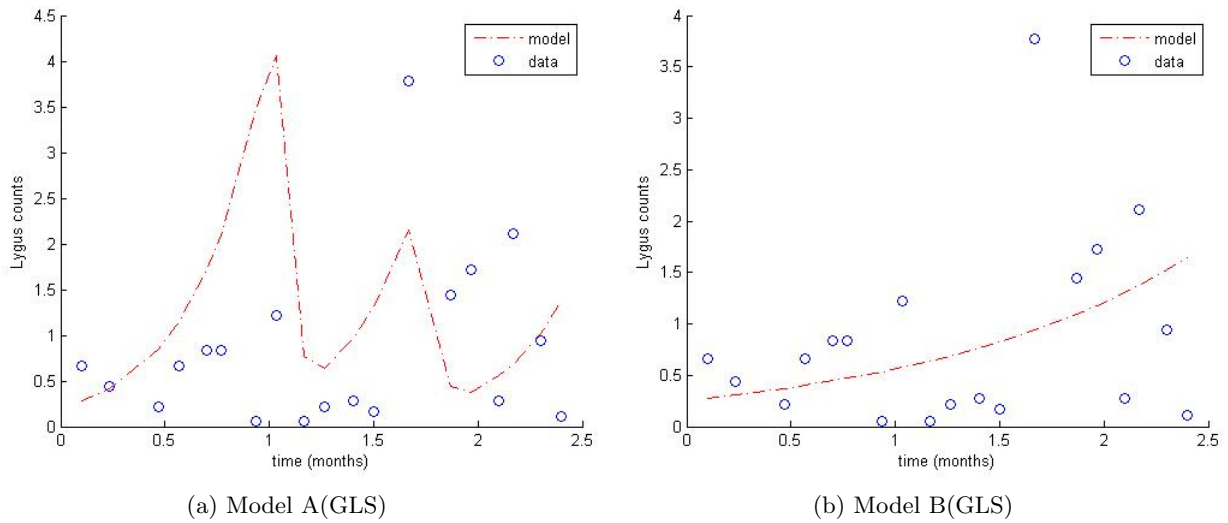 4.5
4
3.5
3
2.5
2
1.5
1
0.5
0
Lygus counts
model
data
0 0.5 1 1.5 2 2.5
time (months)
(a) Model A(GLS)
4
3.5
3
2.5
2
1.5
1
0.5
0
Lygus counts
model
data
0 0.5 1 1.5 2 2.5
time (months)
(b) Model B(GLS)